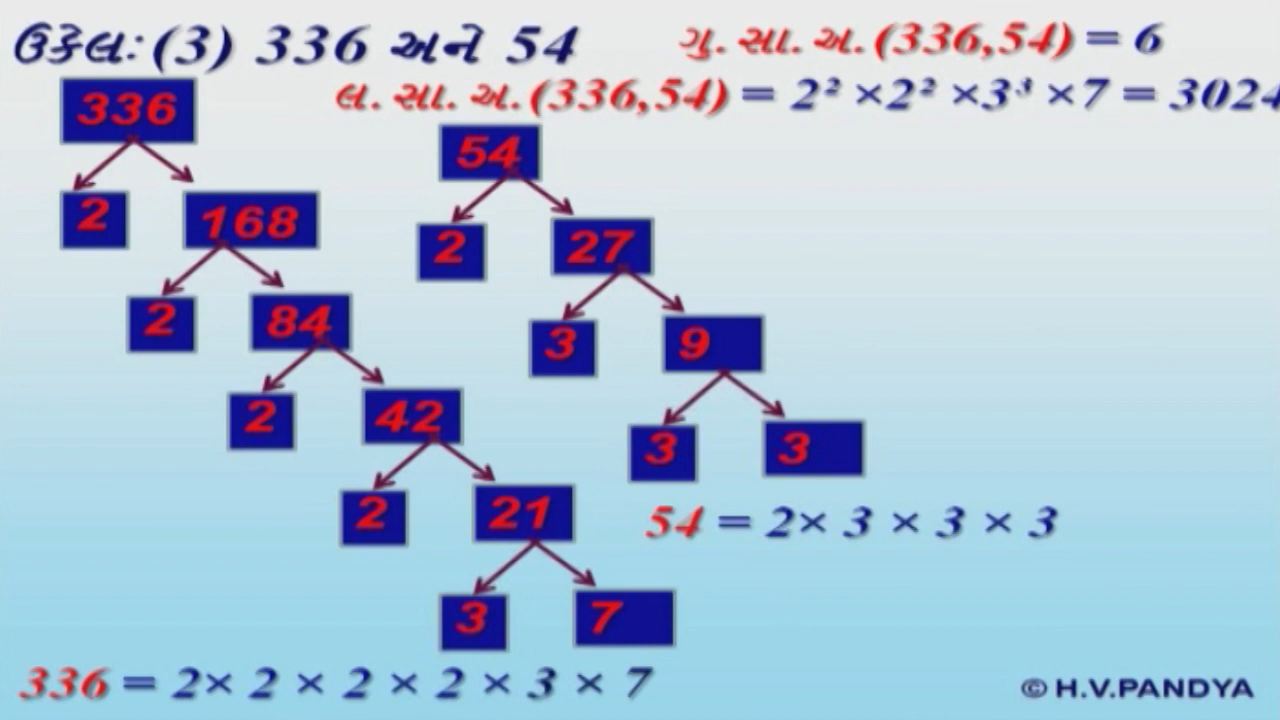 ઉકેલ: (3) 336 અને 54
ગુ. સા. અ. (336,54) = 6
લ. સા. અ. (336,54) = 2² ×2² ×3³ ×7 = 3024
336
54
2 168
2 27
2 84
3 9
2 42
3 3
2 21
54 = 2× 3 × 3 × 3
3 7
336 = 2× 2 × 2 × 2 × 3 × 7
© H.V.PANDYA